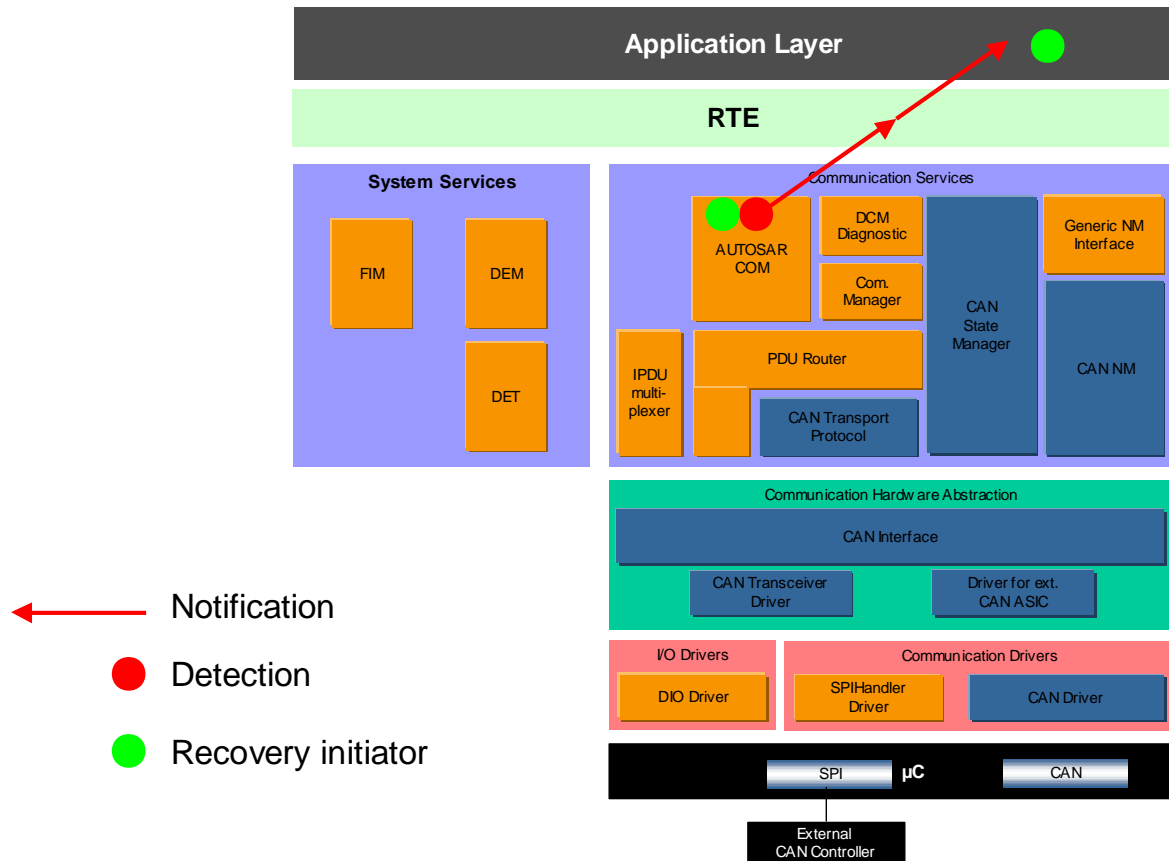 Application Layer
RTE
System Services
Communication Services
FIM
DEM
DET
AUTOSAR
COM
DCM
Diagnostic
Com.
Manager
CAN
State
Manager
Generic NM
Interface
CAN NM
IPDU
multi-
plexer
PDU Router
CAN Transport
Protocol
Communication Hardware Abstraction
CAN Interface
CAN Transceiver
Driver
Driver for ext.
CAN ASIC
I/O Drivers
DIO Driver
Communication Drivers
SPIHandler
Driver
CAN Driver
SPI
µC
CAN
External
CAN Controller
Notification
Detection
Recovery initiator